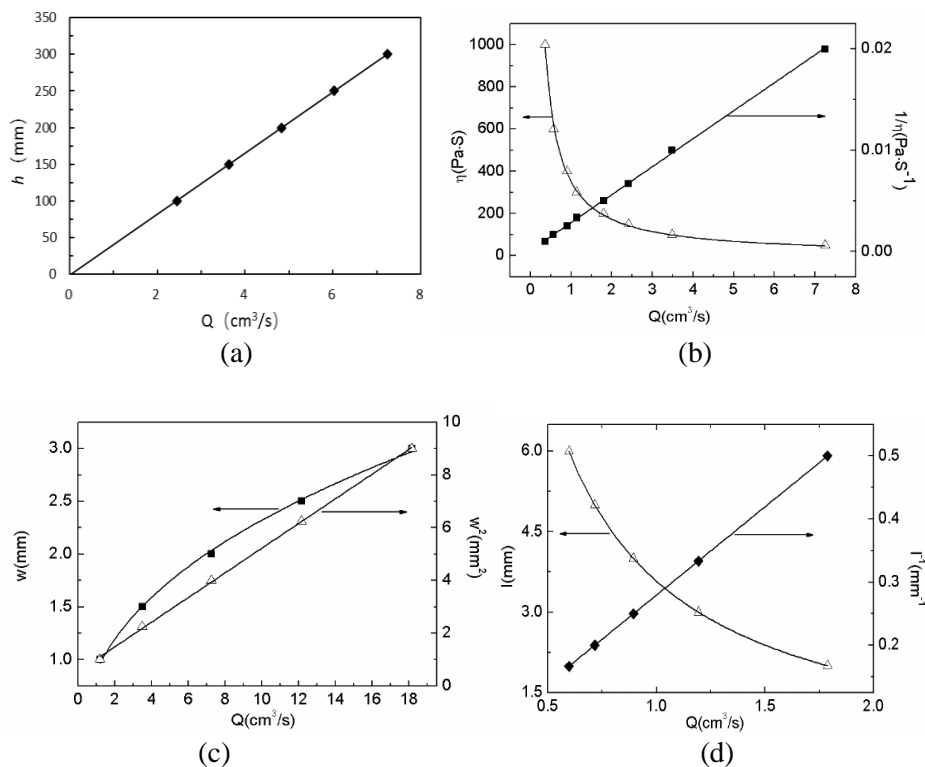 350
300
250
200
150
100
50
0
h (mm)
0
2
4
6
8
Q (cm³/s)
(a)
1000
800
600
400
200
0
η(Pa·S)
0.02
0.01
0.00
1/η(Pa·S⁻¹)
0 1 2 3 4 5 6 7 8
Q(cm³/s)
(b)
3.0
2.5
2.0
1.5
1.0
w(mm)
10
8
6
4
2
0
w²(mm²)
0 2 4 6 8 10 12 14 16 18
Q(cm³/s)
(c)
6.0
4.5
3.0
1.5
l(mm)
0.5
0.4
0.3
0.2
l⁻¹(mm⁻¹)
0.5 1.0 1.5 2.0
Q(cm³/s)
(d)